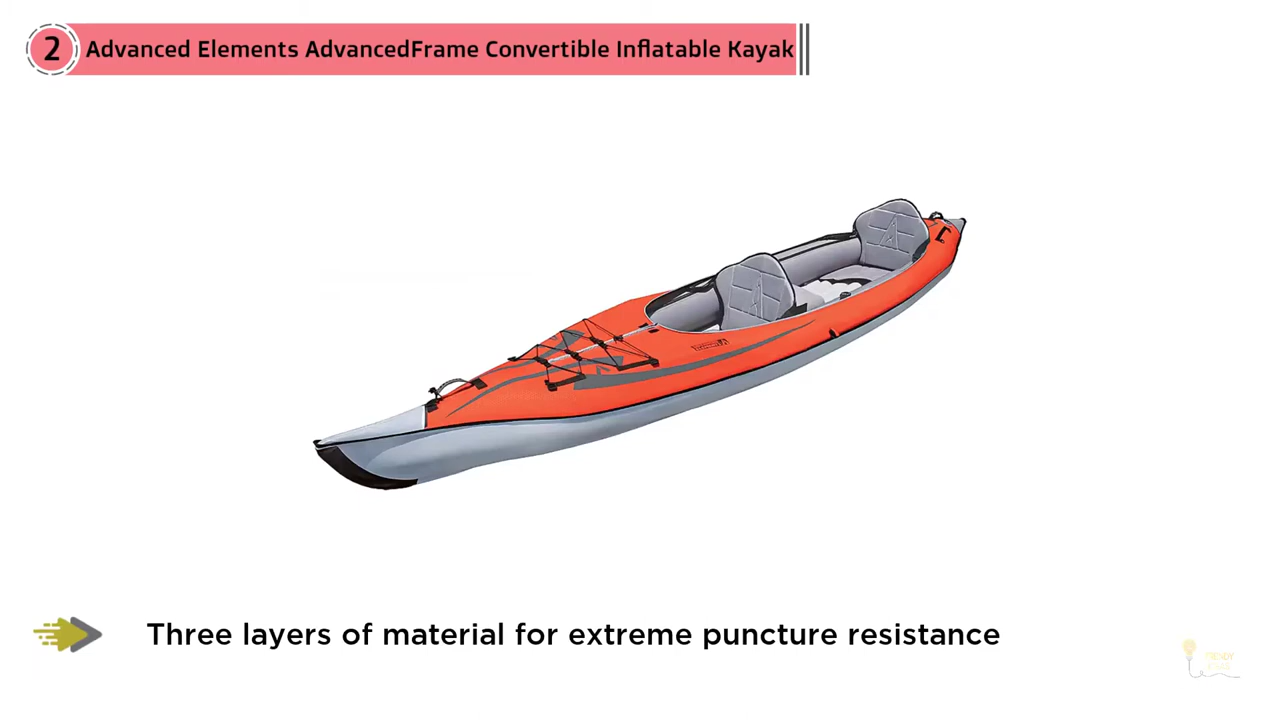 2
Advanced Elements AdvancedFrame Convertible Inflatable Kayak
Three layers of material for extreme puncture resistance